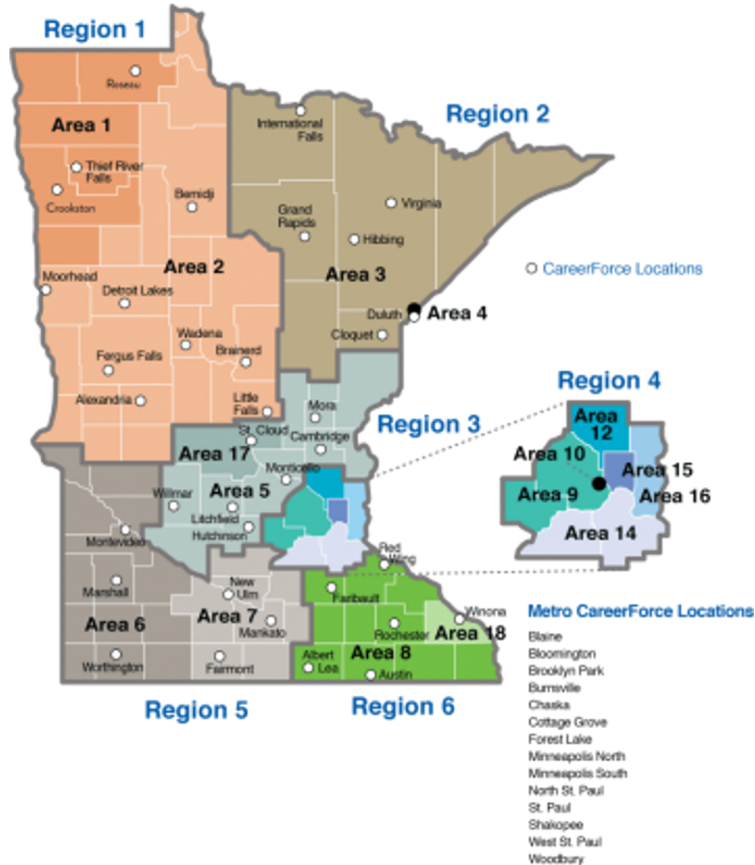 Region 1
Roseau
Area 1
International
Falls
Region 2
Thief River
Falls
Crookston
Bemidji
Virginia
Grand
Rapids
Hibbing
Area 2
Area 3
CareerForce Locations
Moorhead
Detroit Lakes
Duluth
Area 4
Cloquet
Wadena
Brainerd
Fergus Falls
Alexandria
Little
Falls
Mora
Region 4
Region 3
St. Cloud
Cambridge
Area 17
Monticello
Willmar
Area 5
Litchfield
Hutchinson
Montevideo
Area
12
Area 10
Area 15
Area 9
Area 16
Area 14
Red
Wing
Marshall
New
Ulm
Faribault
Area 6
Area 7
Mankato
Winona
Rochester
Area 18
Worthington
Fairmont
Albert
Lea
Area 8
Austin
Region 5
Region 6
Metro CareerForce Locations
Blaine
Bloomington
Brooklyn Park
Burnsville
Chaska
Cottage Grove
Forest Lake
Minneapolis North
Minneapolis South
North St. Paul
St. Paul
Shakopee
West St. Paul
Woodbury